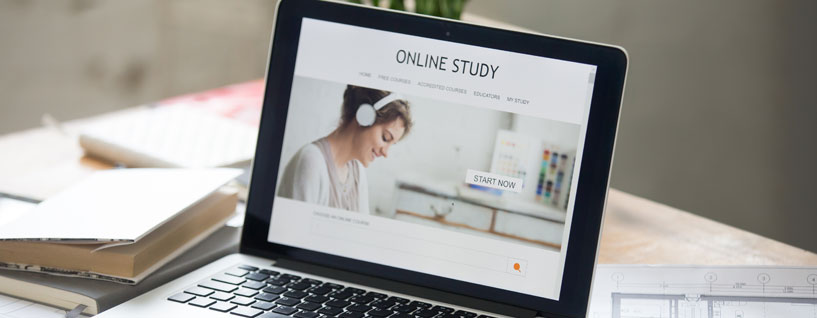 ONLINE STUDY
HOME FREE COURSES ACCREDITED COURSES EDUCATORS MY STUDY
START NOW
CHOOSE AN ONLINE COURSE